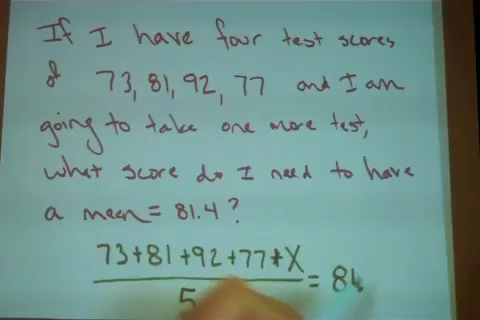 If I have four test scores
of 73, 81, 92, 77 and I am
going to take one more test,
what score do I need to have
a mean = 81.4?
73+81+92+77+X
= 81
5